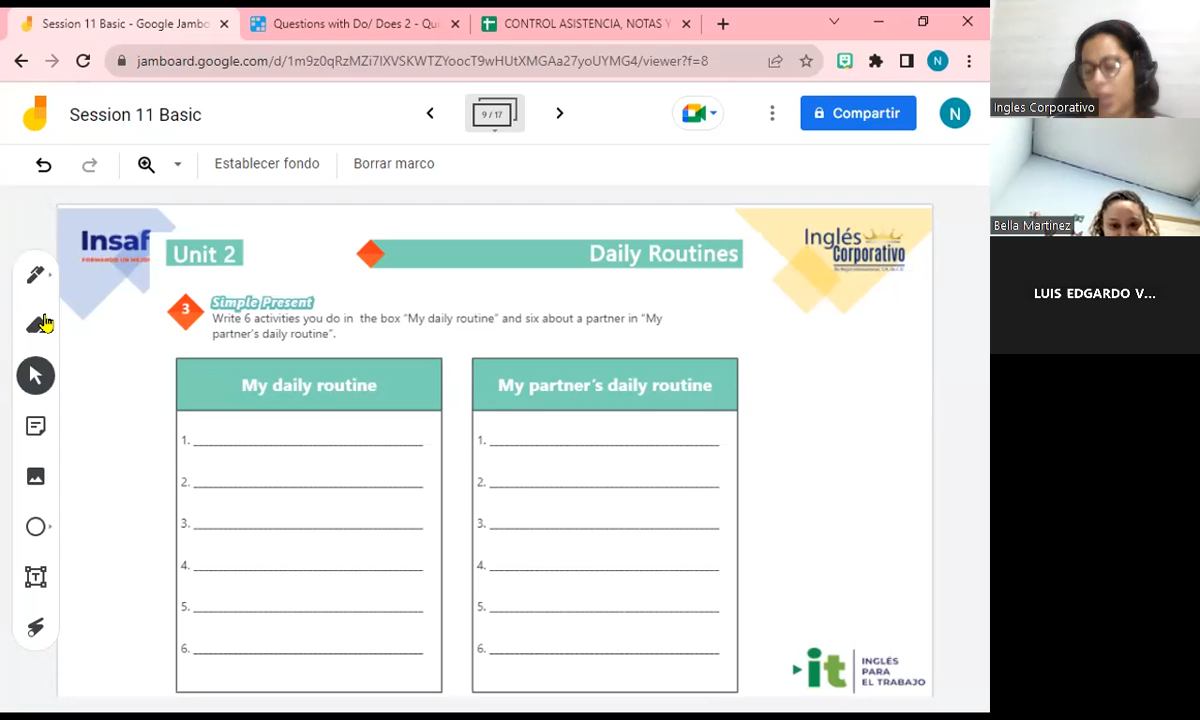 Session 11 Basic - Google Jambo
Questions with Do/ Does 2 - Qu
CONTROL ASISTENCIA, NOTAS Y
jamboard.google.com/d/1m9z0qRzMZi7IXVSKWTZYoocT9wHUtXMGAa27yoUYMG4/viewer?f=8
N
Session 11 Basic
9 / 17
Compartir
N
Establecer fondo
Borrar marco
Insaf
FORMANDO UN MEJO
Unit 2
Daily Routines
Inglés
Corporativo
3
Simple Present
Write 6 activities you do in the box "My daily routine" and six about a partner in "My
partner's daily routine".
My daily routine
1.
2.
3.
4.
5.
6.
My partner's daily routine
1.
2.
3.
4.
5.
6.
it
INGLÉS
PARA
EL TRABAJO
Ingles Corporativo
Bella Martinez
LUIS EDGARDO V...